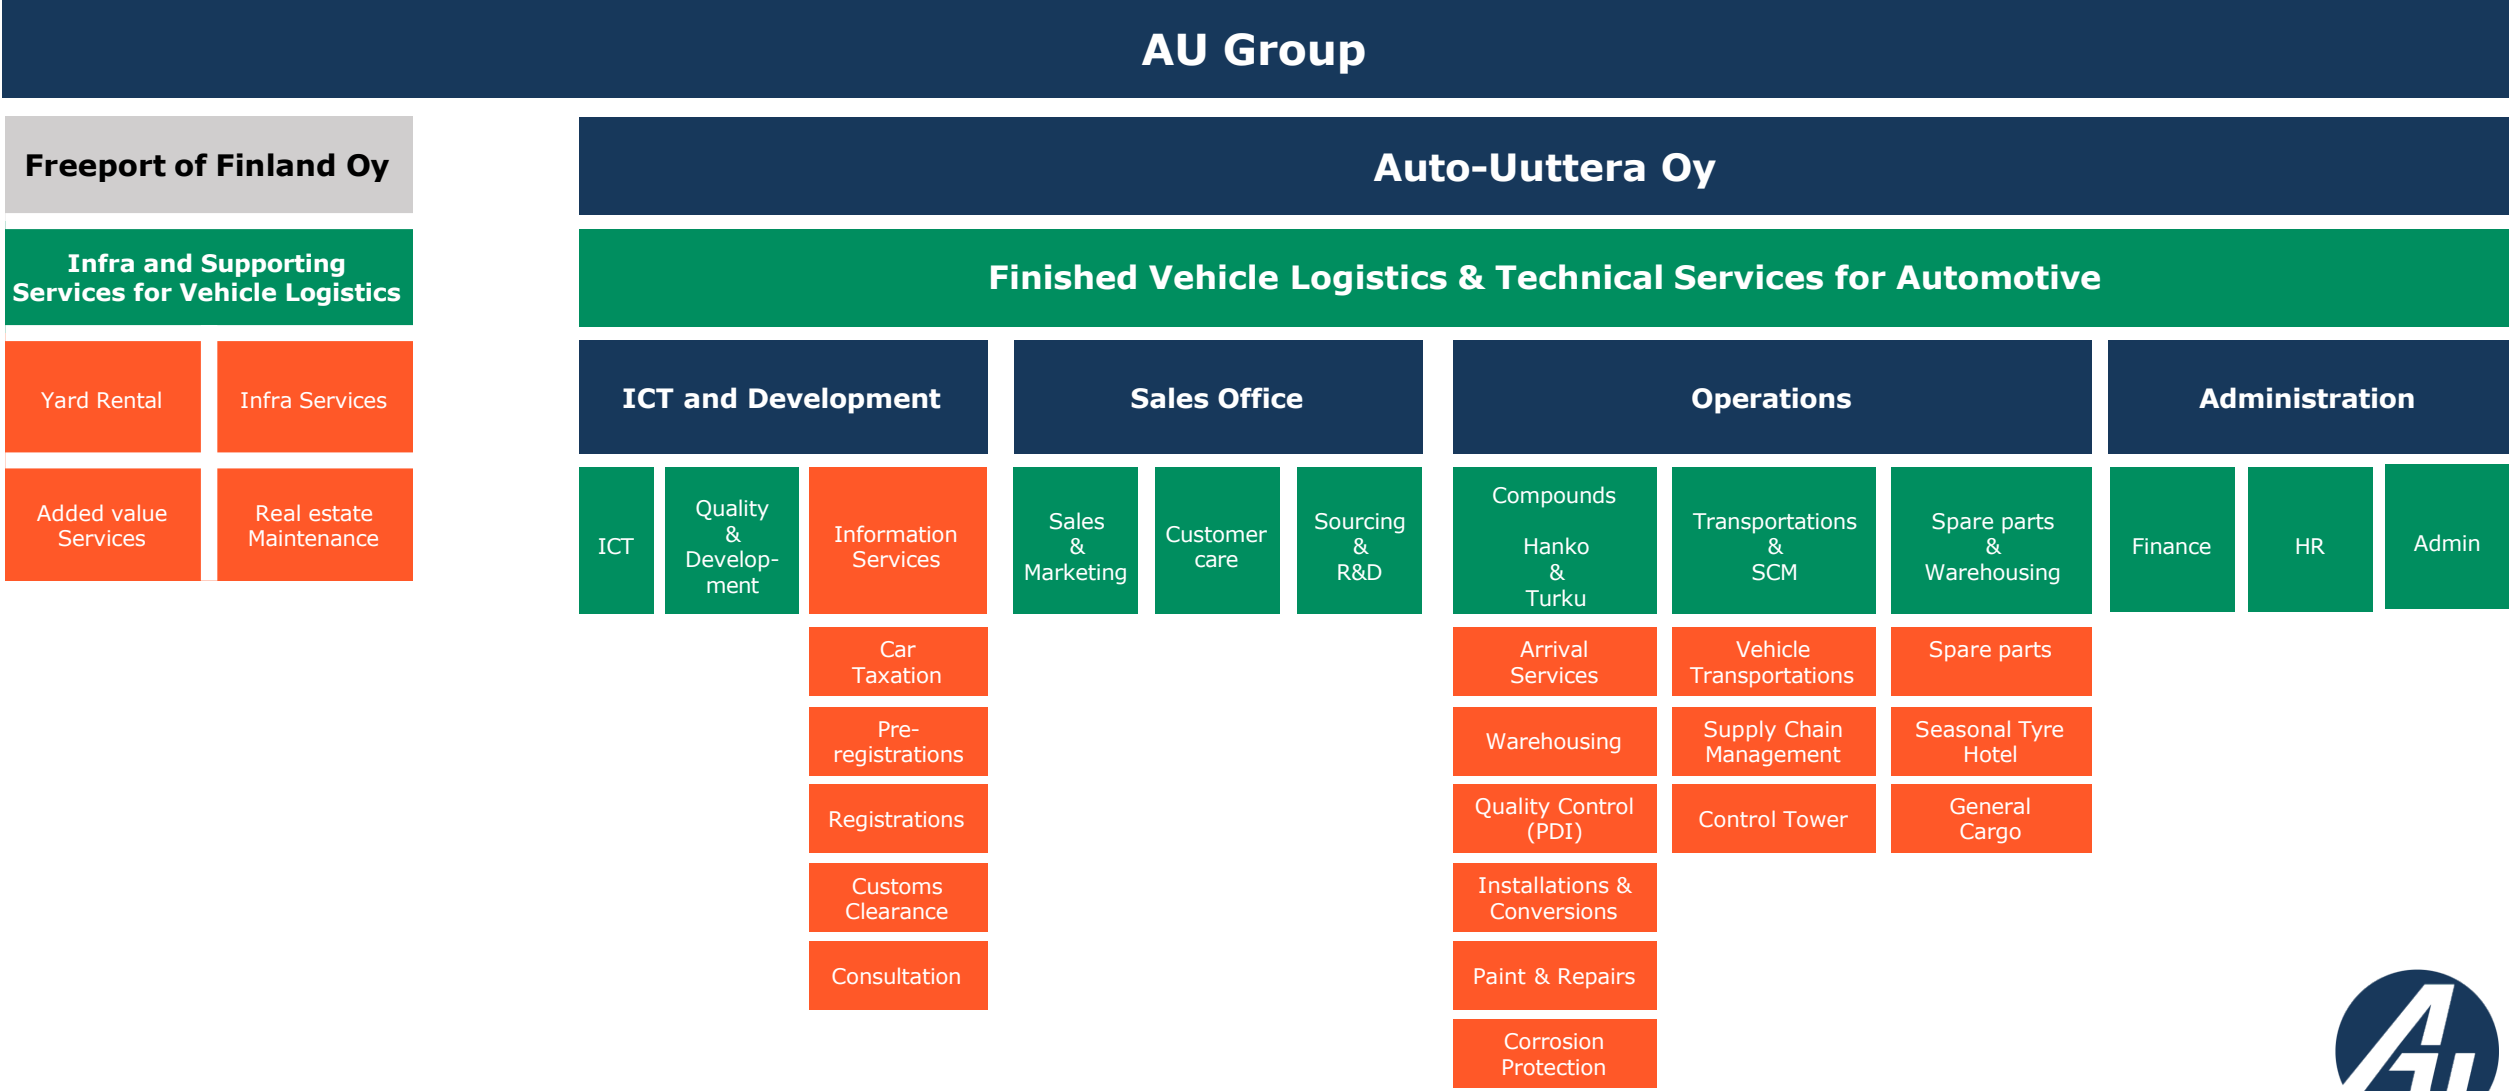 AU Group
Freeport of Finland Oy
Infra and Supporting
Services for Vehicle Logistics
Yard Rental
Infra Services
Added value
Services
Real estate
Maintenance
Auto-Uuttera Oy
Finished Vehicle Logistics & Technical Services for Automotive
ICT and Development
ICT
Quality
&
Develop-
ment
Information
Services
Car
Taxation
Pre-
registrations
Registrations
Customs
Clearance
Consultation
Sales Office
Sales
&
Marketing
Customer
care
Sourcing
&
R&D
Operations
Compounds
Hanko
&
Turku
Arrival
Services
Warehousing
Quality Control
(PDI)
Installations &
Conversions
Paint & Repairs
Corrosion
Protection
Transportations
&
SCM
Vehicle
Transportations
Supply Chain
Management
Control Tower
Spare parts
&
Warehousing
Spare parts
Seasonal Tyre
Hotel
General
Cargo
Administration
Finance
HR
Admin
AU